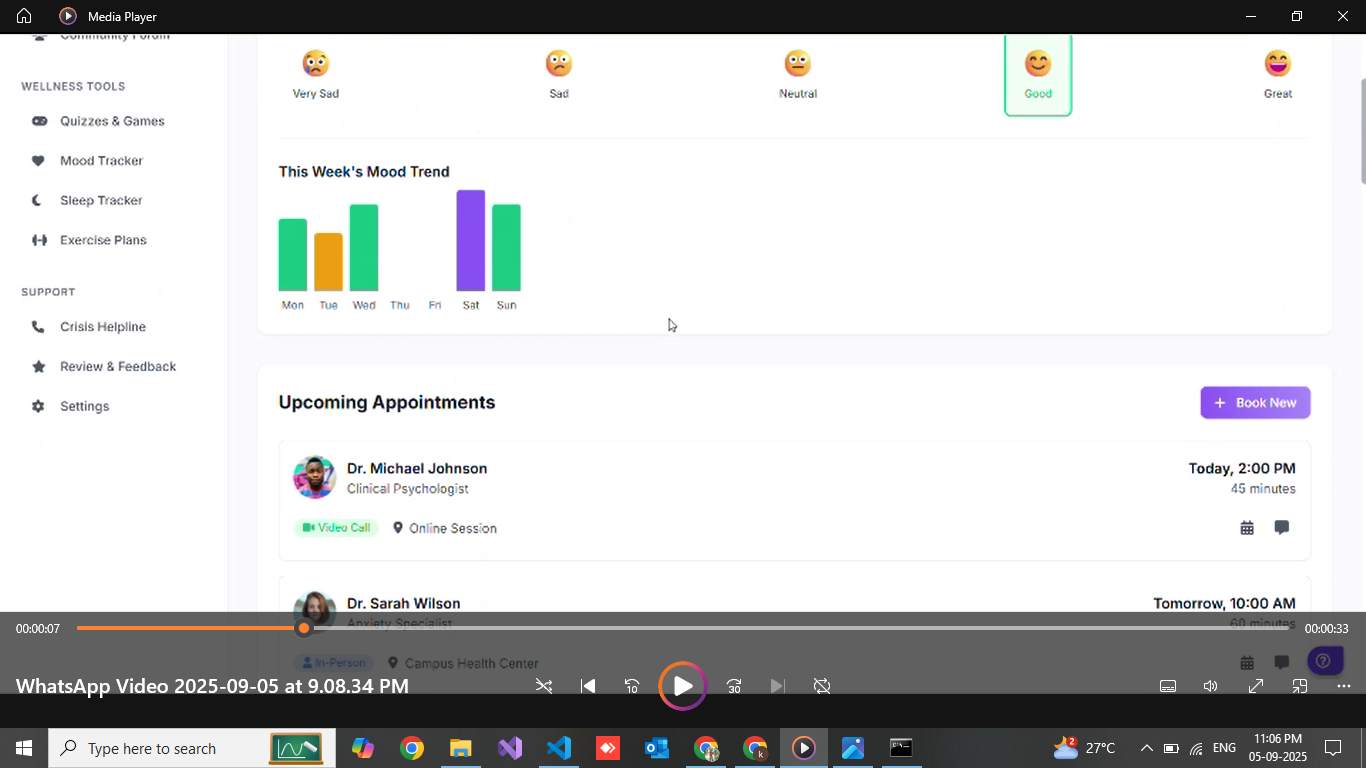 Media Player
Community Forum
WELLNESS TOOLS
Quizzes & Games
Mood Tracker
Sleep Tracker
Exercise Plans
SUPPORT
Crisis Helpline
Review & Feedback
Settings
Very Sad
Sad
Neutral
Good
Great
This Week's Mood Trend
Mon Tue Wed Thu Fri Sat Sun
Upcoming Appointments
+ Book New
Dr. Michael Johnson
Clinical Psychologist
Today, 2:00 PM
45 minutes
Video Call
Online Session
Dr. Sarah Wilson
Anxiety Specialist
Tomorrow, 10:00 AM
60 minutes
In-Person
Campus Health Center
00:00:07
00:00:33
WhatsApp Video 2025-09-05 at 9.08.34 PM
10
30
Type here to search
k
2
27°C
ENG
11:06 PM
05-09-2025